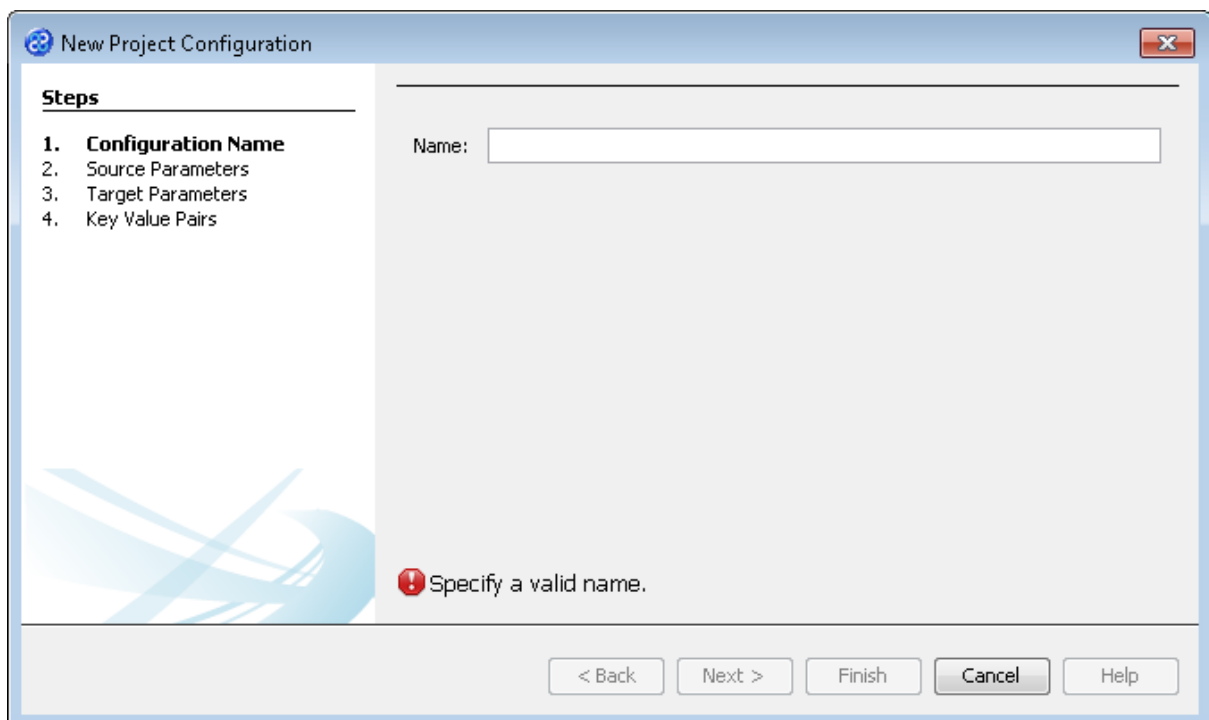 New Project Configuration
Steps
1. Configuration Name
2. Source Parameters
3. Target Parameters
4. Key Value Pairs
Name:
Specify a valid name.
< Back Next > Finish Cancel Help